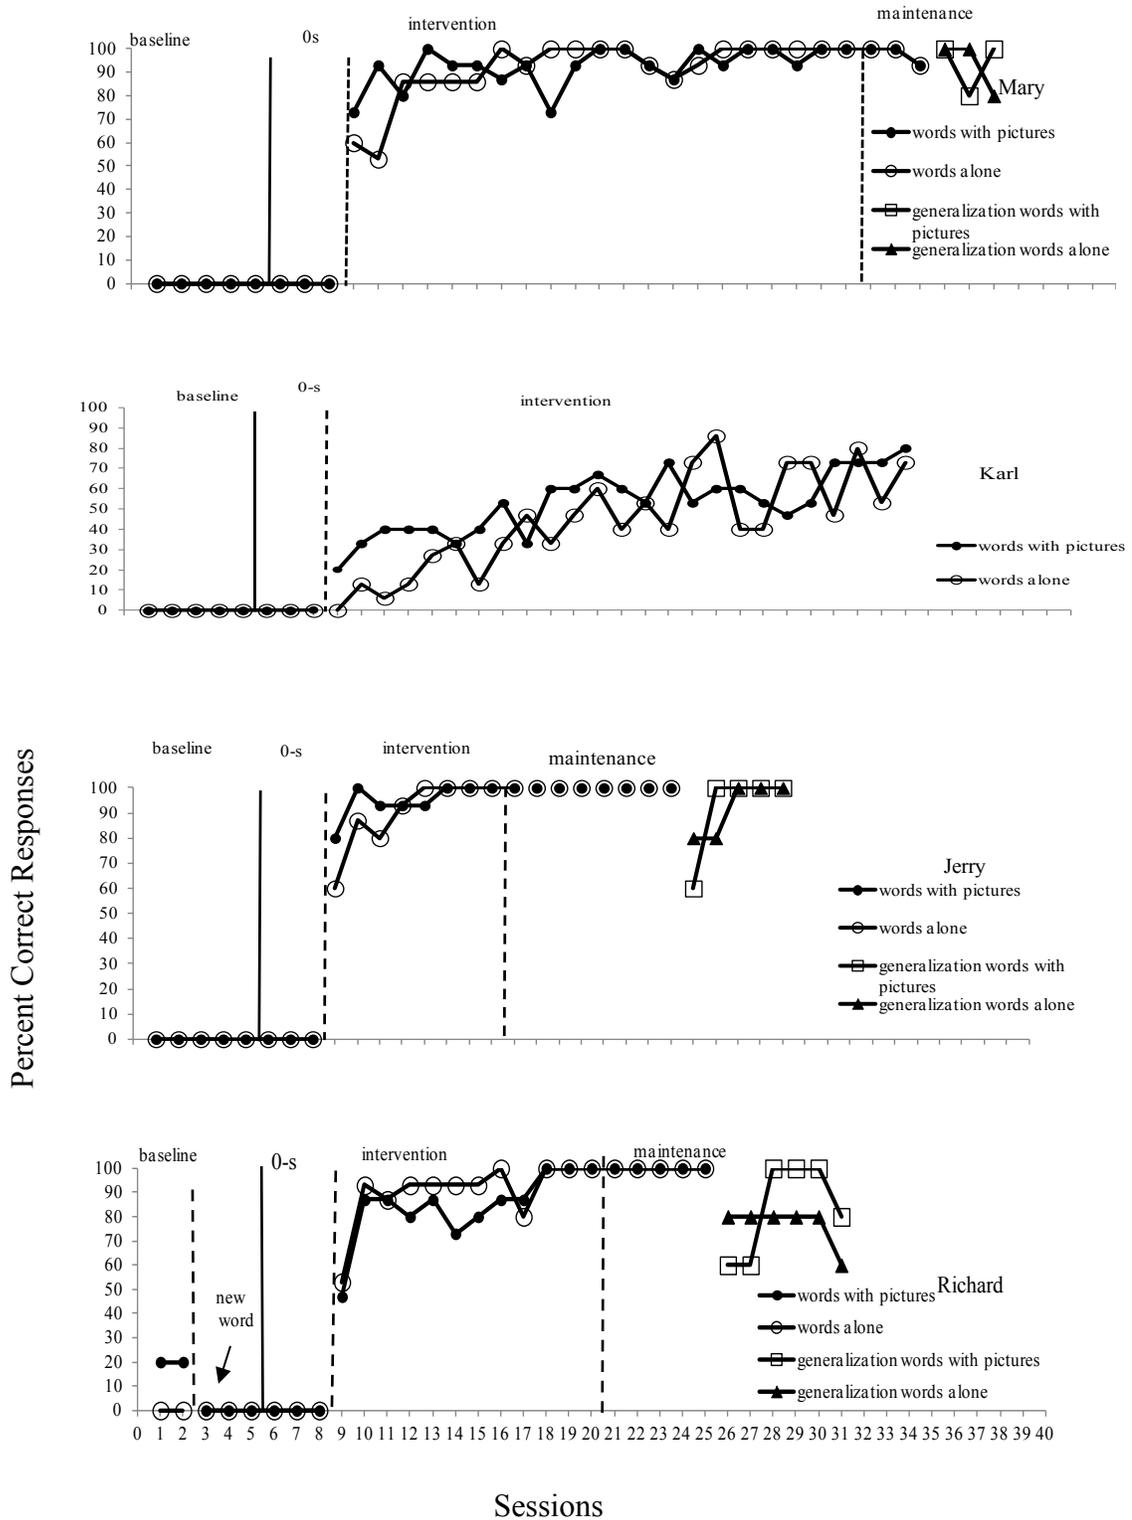 maintenance
intervention
0s
baseline
100
90
80
70
60
50
40
30
20
10
0
Mary
words with pictures
words alone
generalization words with
pictures
generalization words alone
0-s
baseline
intervention
100
90
80
70
60
50
40
30
20
10
0
Karl
words with pictures
words alone
Percent Correct Responses
baseline
0-s
intervention
maintenance
100
90
80
70
60
50
40
30
20
10
0
Jerry
words with pictures
words alone
generalization words with
pictures
generalization words alone
baseline
0-s
intervention
maintenance
100
90
80
70
60
50
40
30
20
10
0
new
word
Richard
words with pictures
words alone
generalization words with pictures
generalization words alone
0 1 2 3 4 5 6 7 8 9 10 11 12 13 14 15 16 17 18 19 20 21 22 23 24 25 26 27 28 29 30 31 32 33 34 35 36 37 38 39 40
Sessions